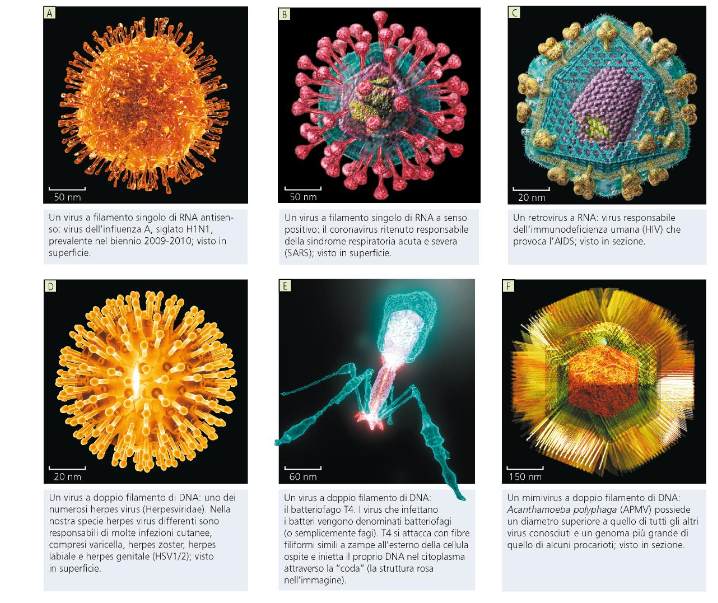 A
50 nm
Un virus a filamento singolo di RNA antisen-
so: virus dell'influenza A, siglato H1N1,
prevalente nel biennio 2009-2010; visto in
superficie.
B
50 nm
Un virus a filamento singolo di RNA a senso
positivo: il coronavirus ritenuto responsabile
della sindrome respiratoria acuta e severa
(SARS); visto in superficie.
C
20 nm
Un retrovirus a RNA: virus responsabile
dell'immunodeficienza umana (HIV) che
provoca l'AIDS; visto in sezione.
D
20 nm
Un virus a doppio filamento di DNA: uno dei
numerosi herpes virus (Herpesviridae). Nella
nostra specie herpes virus differenti sono
responsabili di molte infezioni cutanee,
compresi varicella, herpes zoster, herpes
labiale e herpes genitale (HSV1/2); visto
in superficie.
E
60 nm
Un virus a doppio filamento di DNA:
il batteriofago T4. I virus che infettano
i batteri vengono denominati batteriofagi
(o semplicemente fagi). T4 si attacca con fibre
filiformi simili a zampe all'esterno della cellula
ospite e inietta il proprio DNA nel citoplasma
attraverso la "coda" (la struttura rosa
nell'immagine).
F
150 nm
Un mimivirus a doppio filamento di DNA:
Acanthamoeba polyphaga (APMV) possiede
un diametro superiore a quello di tutti gli altri
virus conosciuti e un genoma più grande di
quello di alcuni procarioti; visto in sezione.